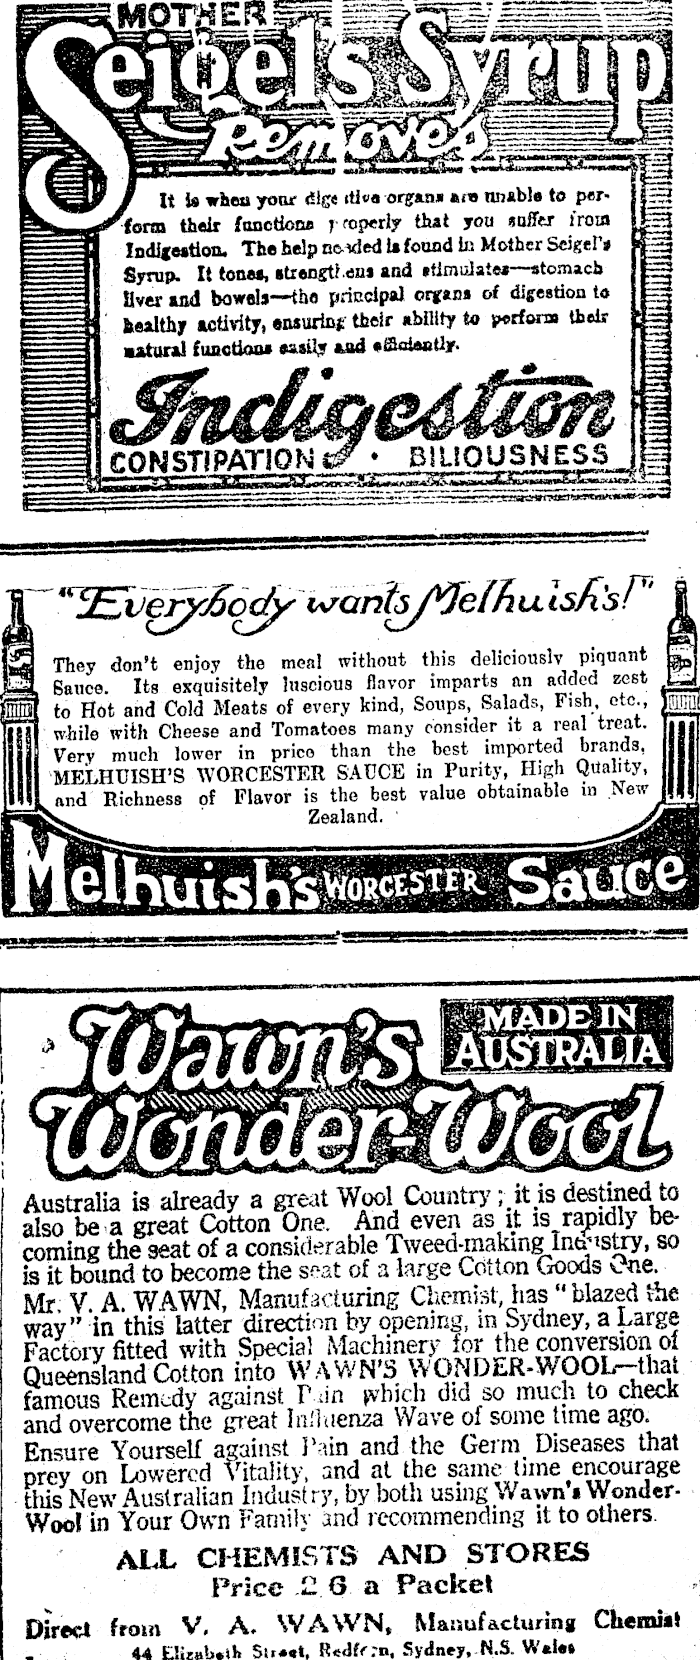 MOTHER
Seigel's Syrup
Removes
It is when your digestive organs are unable to per-
form their functions properly that you suffer from
Indigestion. The help needed is found in Mother Seigel's
Syrup. It tones, strengthens and stimulates—stomach
liver and bowels—the principal organs of digestion to
healthy activity, ensuring their ability to perform their
natural functions easily and efficiently.
Indigestion
CONSTIPATION · BILIOUSNESS
"Everybody wants Melhuish's!"
They don't enjoy the meal without this deliciously piquant
Sauce. Its exquisitely luscious flavor imparts an added zest
to Hot and Cold Meats of every kind, Soups, Salads, Fish, etc.,
while with Cheese and Tomatoes many consider it a real treat.
Very much lower in price than the best imported brands,
MELHUISH'S WORCESTER SAUCE in Purity, High Quality,
and Richness of Flavor is the best value obtainable in New
Zealand.
Melhuish's WORCESTER Sauce
Wawn's
MADE IN
AUSTRALIA
Wonder-Wool
Australia is already a great Wool Country; it is destined to
also be a great Cotton One. And even as it is rapidly be-
coming the seat of a considerable Tweed-making Industry, so
is it bound to become the seat of a large Cotton Goods One.
Mr. V. A. WAWN, Manufacturing Chemist, has "blazed the
way" in this latter direction by opening, in Sydney, a Large
Factory fitted with Special Machinery for the conversion of
Queensland Cotton into WAWN'S WONDER-WOOL—that
famous Remedy against Pain which did so much to check
and overcome the great Influenza Wave of some time ago.
Ensure Yourself against Pain and the Germ Diseases that
prey on Lowered Vitality, and at the same time encourage
this New Australian Industry, by both using Wawn's Wonder-
Wool in Your Own Family and recommending it to others.
ALL CHEMISTS AND STORES
Price 2 6 a Packet
Direct from V. A. WAWN, Manufacturing Chemist
44 Elizabeth Street, Redfern, Sydney, N.S. Wales